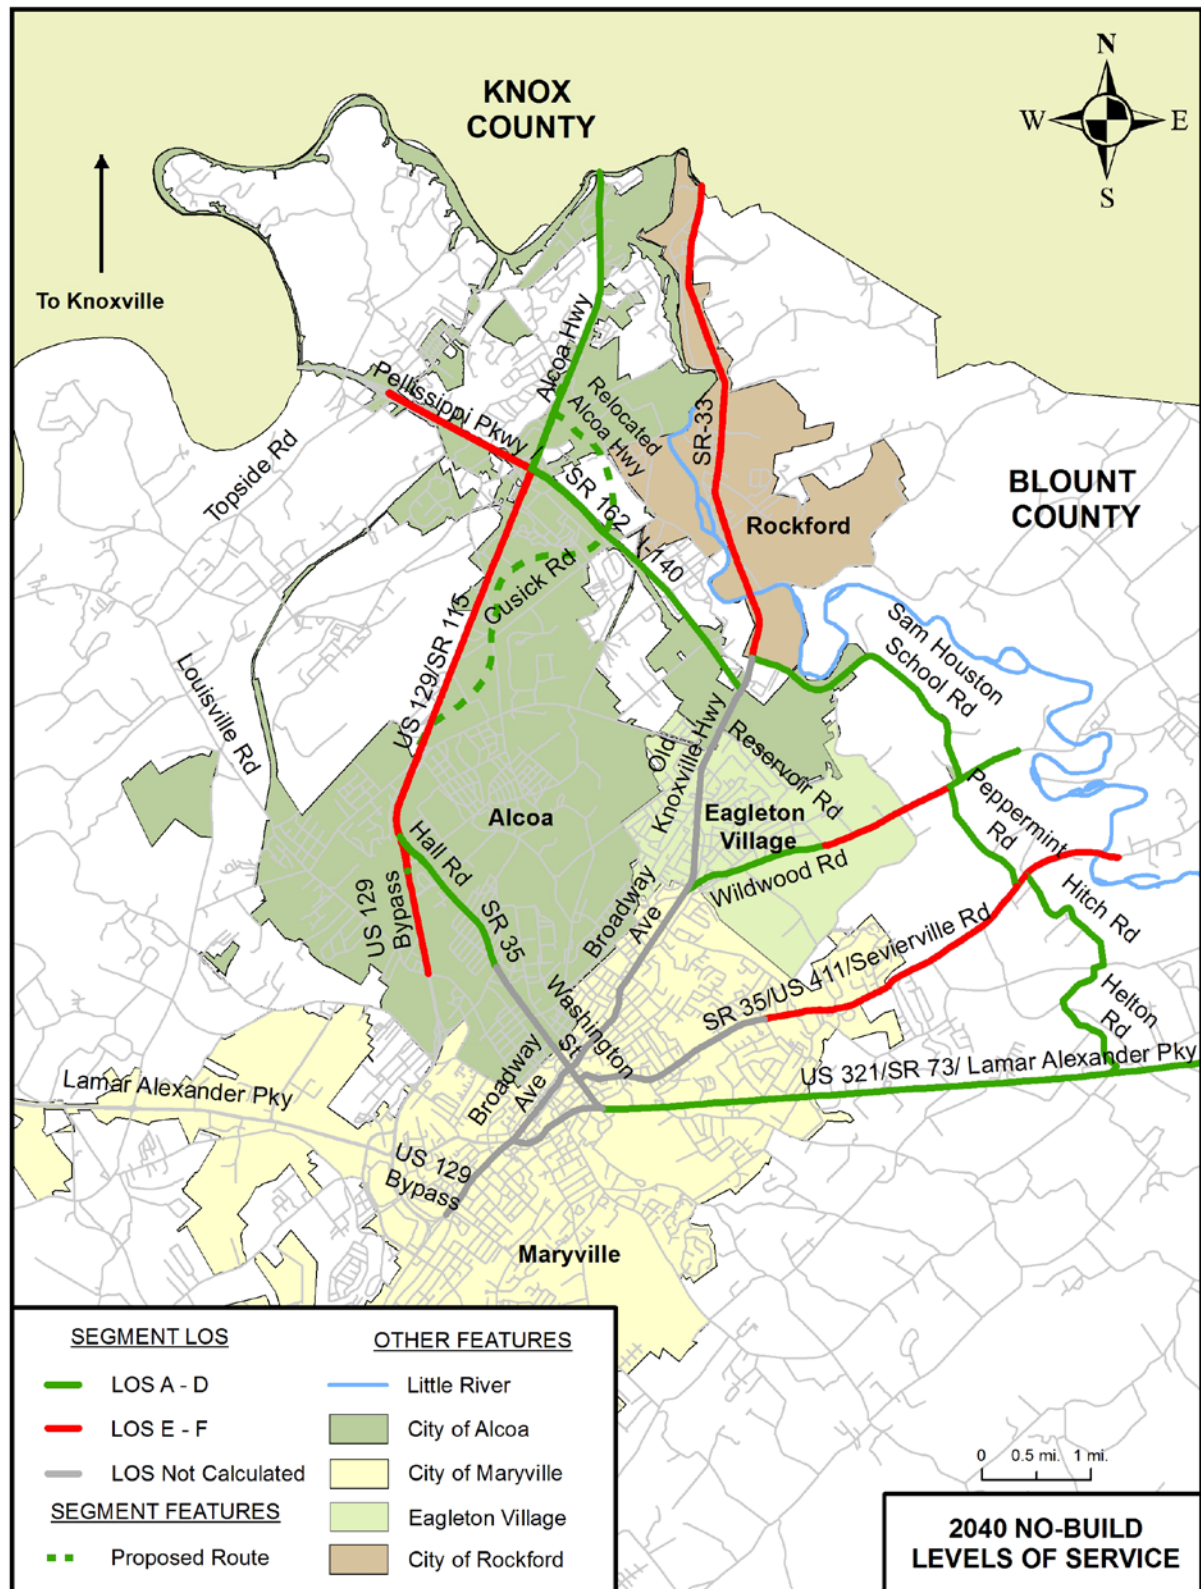 KNOX
COUNTY
N
W
E
S
To Knoxville
Alcoa Hwy
Pellissippi Pkwy /
SR 162 / I-140
Relocated
Alcoa Hwy
SR-33
Topside Rd
BLOUNT
COUNTY
Rockford
Cusick Rd
US 129/SR 115
Sam Houston
School Rd
Louisville Rd
Old
Knoxville Hwy
Reservoir Rd
Peppermint
Rd
Alcoa
Eagleton
Village
Hall Rd
Wildwood Rd
US 129
Bypass
SR 35
Broadway
Ave
Hitch Rd
SR 35/US 411/Sevierville Rd
Washington
St
Helton
Rd
Broadway
Ave
US 321/SR 73/ Lamar Alexander Pky
Lamar Alexander Pky
US 129
Bypass
Maryville
SEGMENT LOS
LOS A - D
LOS E - F
LOS Not Calculated
SEGMENT FEATURES
Proposed Route
OTHER FEATURES
Little River
City of Alcoa
City of Maryville
Eagleton Village
City of Rockford
0 0.5 mi. 1 mi.
2040 NO-BUILD
LEVELS OF SERVICE